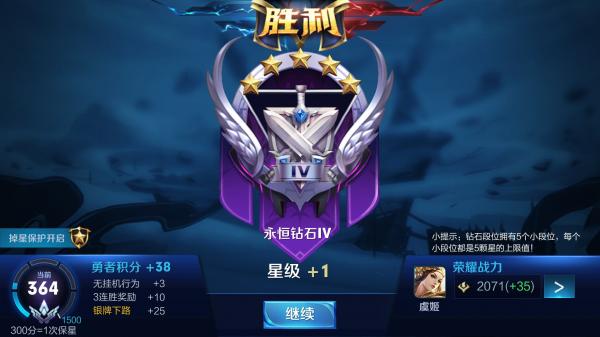 胜利
IV
永恒钻石IV
星级 +1
继续
掉星保护开启
当前
364
1500
300分=1次保星
勇者积分 +38
无挂机行为 +3
3连胜奖励 +10
银牌下路 +25
小提示：钻石段位拥有5个小段位，每个
小段位都是5颗星的上限值！
虞姬
荣耀战力
2071(+35)
>